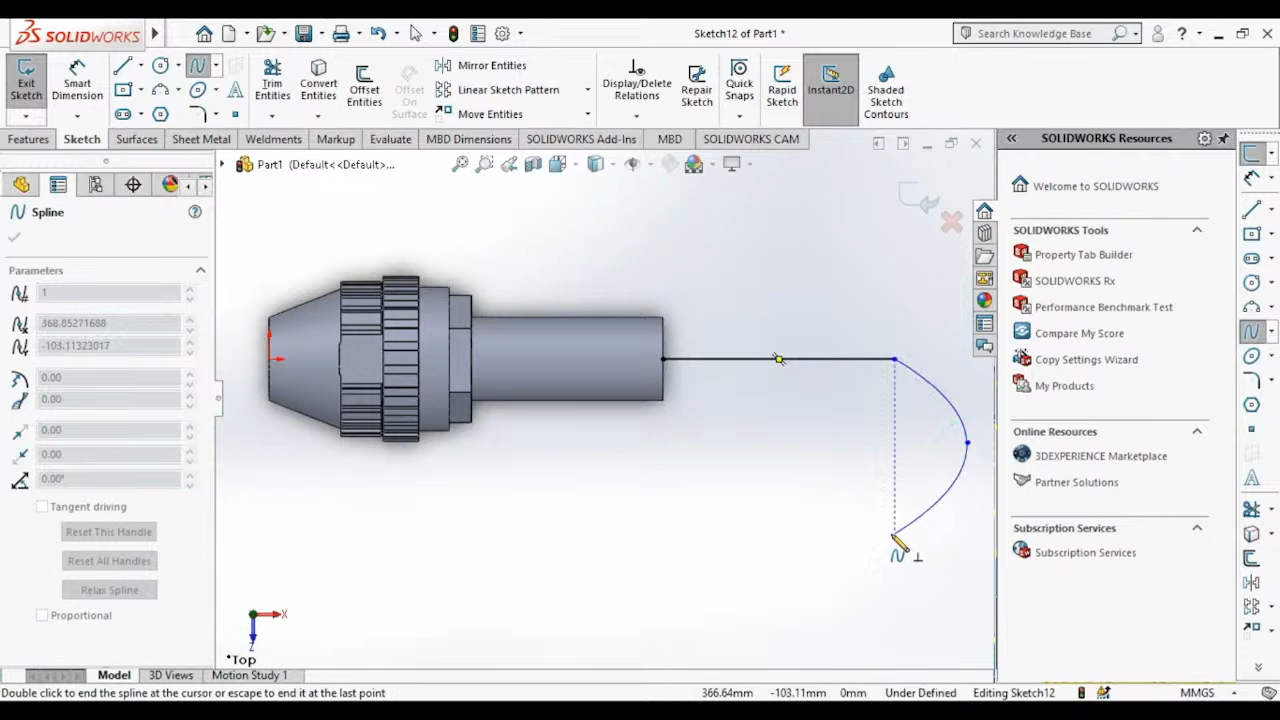 SOLIDWORKS
Sketch12 of Part1 *
Search Knowledge Base
?
Exit Sketch
Smart Dimension
Trim Entities
Convert Entities
Offset Entities
Offset On Surface
Mirror Entities
Linear Sketch Pattern
Move Entities
Display/Delete Relations
Repair Sketch
Quick Snaps
Rapid Sketch
Instant2D
Shaded Sketch Contours
Features
Sketch
Surfaces
Sheet Metal
Weldments
Markup
Evaluate
MBD Dimensions
SOLIDWORKS Add-Ins
MBD
SOLIDWORKS CAM
SOLIDWORKS Resources
Part1 (Default<<Default>...
Spline
Parameters
1
368.85271688
-103.11323017
0.00
0.00
0.00
0.00
0.00°
Tangent driving
Reset This Handle
Reset All Handles
Relax Spline
Proportional
X
Z
*Top
Welcome to SOLIDWORKS
SOLIDWORKS Tools
Property Tab Builder
SOLIDWORKS Rx
Performance Benchmark Test
Compare My Score
Copy Settings Wizard
My Products
Online Resources
3DEXPERIENCE Marketplace
Partner Solutions
Subscription Services
Subscription Services
Model
3D Views
Motion Study 1
Double click to end the spline at the cursor or escape to end it at the last point
366.64mm
-103.11mm
0mm
Under Defined
Editing Sketch12
MMGS